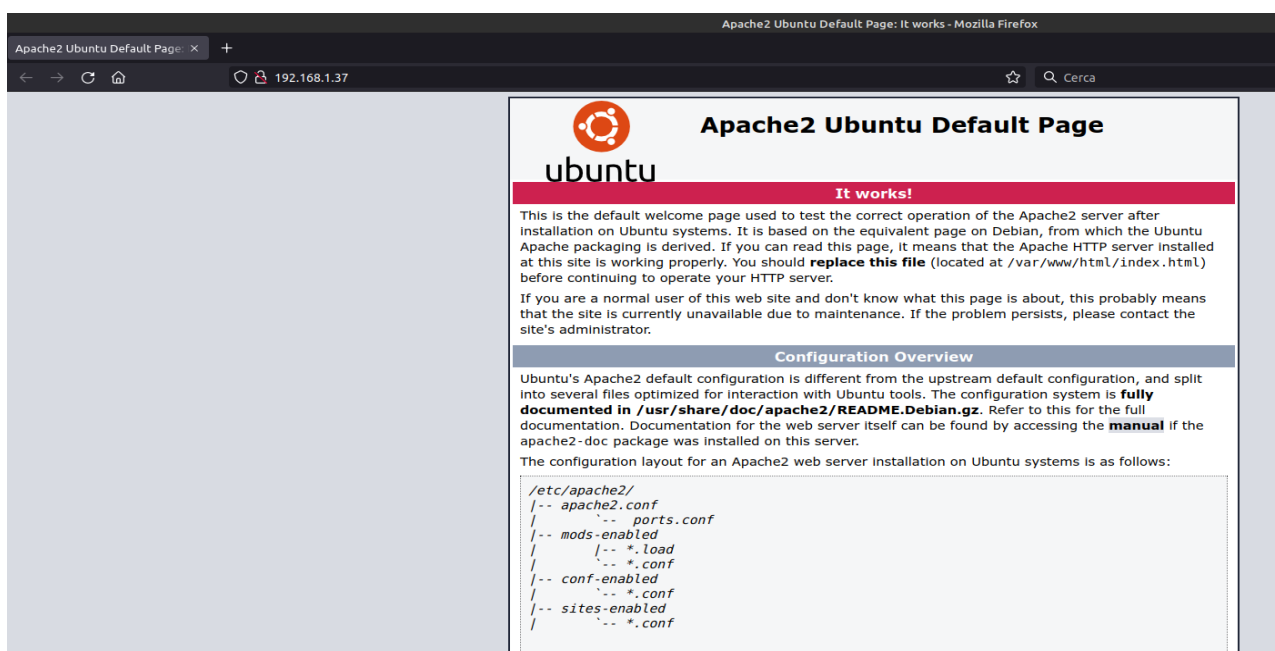 Apache2 Ubuntu Default Page: It works - Mozilla Firefox
Apache2 Ubuntu Default Page:
192.168.1.37
Cerca
ubuntu
Apache2 Ubuntu Default Page
It works!
This is the default welcome page used to test the correct operation of the Apache2 server after
installation on Ubuntu systems. It is based on the equivalent page on Debian, from which the Ubuntu
Apache packaging is derived. If you can read this page, it means that the Apache HTTP server installed
at this site is working properly. You should replace this file (located at /var/www/html/index.html)
before continuing to operate your HTTP server.
If you are a normal user of this web site and don't know what this page is about, this probably means
that the site is currently unavailable due to maintenance. If the problem persists, please contact the
site's administrator.
Configuration Overview
Ubuntu's Apache2 default configuration is different from the upstream default configuration, and split
into several files optimized for interaction with Ubuntu tools. The configuration system is fully
documented in /usr/share/doc/apache2/README.Debian.gz. Refer to this for the full
documentation. Documentation for the web server itself can be found by accessing the manual if the
apache2-doc package was installed on this server.
The configuration layout for an Apache2 web server installation on Ubuntu systems is as follows:
/etc/apache2/
|-- apache2.conf
|       `--  ports.conf
|-- mods-enabled
|       |-- *.load
|       `-- *.conf
|-- conf-enabled
|       `-- *.conf
|-- sites-enabled
|       `-- *.conf